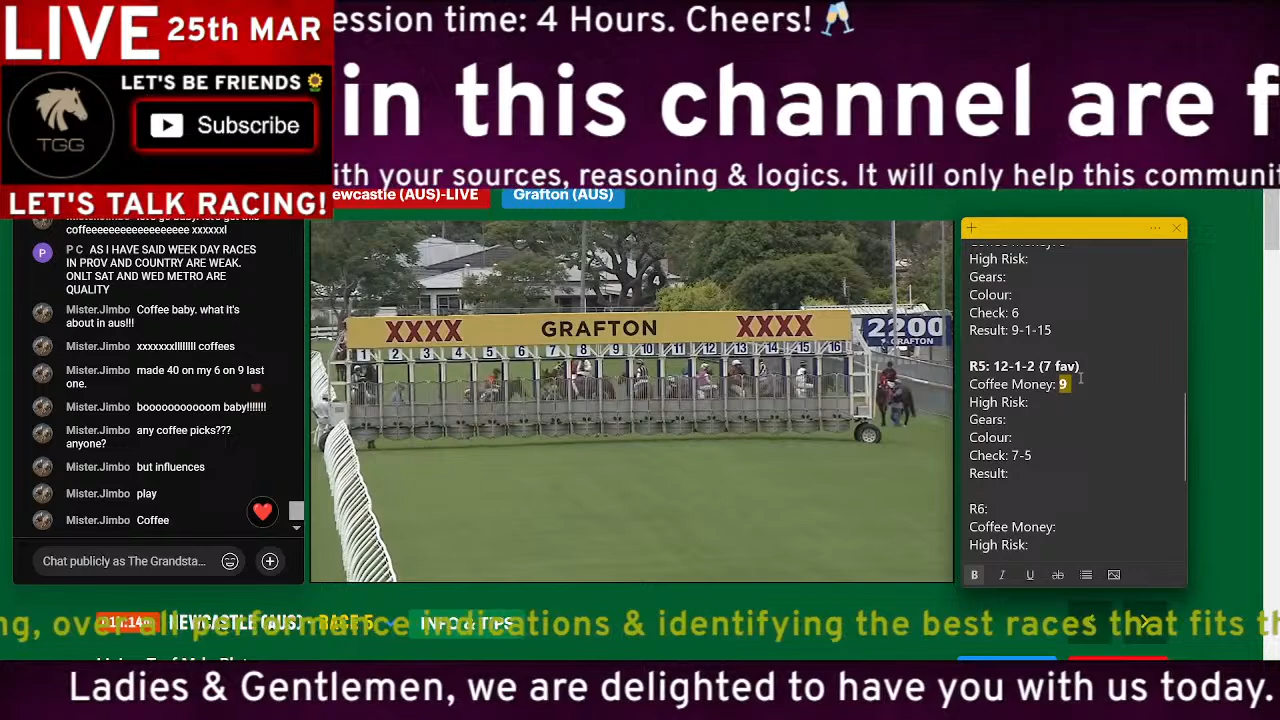 LIVE 25th MAR
LET'S BE FRIENDS
TGG
Subscribe
LET'S TALK RACING!
ession time: 4 Hours. Cheers!
in this channel are f
ith your sources, reasoning & logics. It will only help this communi
ewcastle (AUS)-LIVE
Grafton (AUS)
coffeeeeeeeeeeeeeeeee xxxxxxl
P
P C AS I HAVE SAID WEEK DAY RACES
IN PROV AND COUNTRY ARE WEAK.
ONLT SAT AND WED METRO ARE
QUALITY
Mister.Jimbo Coffee baby. what it's
about in aus!!!
Mister.Jimbo xxxxxxxlllllllll coffees
Mister.Jimbo made 40 on my 6 on 9 last
one.
Mister.Jimbo booooooooooom baby!!!!!!!
Mister.Jimbo any coffee picks???
anyone?
Mister.Jimbo but influences
Mister.Jimbo play
Mister.Jimbo Coffee
Chat publicly as The Grandsta...
XXXX GRAFTON XXXX
1 2 3 4 5 6 7 8 9 10 11 12 13 14 15 16
2200
GRAFTON
High Risk:
Gears:
Colour:
Check: 6
Result: 9-1-15
R5: 12-1-2 (7 fav)
Coffee Money: 9
High Risk:
Gears:
Colour:
Check: 7-5
Result:
R6:
Coffee Money:
High Risk:
B I U ab
NEWCASTLE (AUS)
RACE 5
INFO & TIPS
ng, over all performance indications & identifying the best races that fits th
Ladies & Gentlemen, we are delighted to have you with us today.